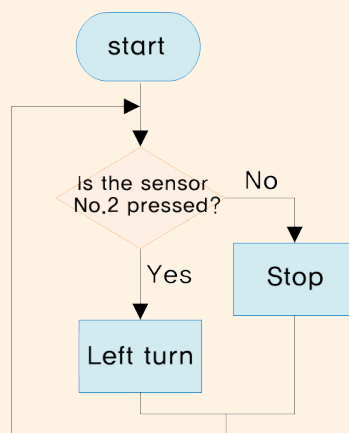 start
Is the sensor
No.2 pressed?
No
Yes
Stop
Left turn